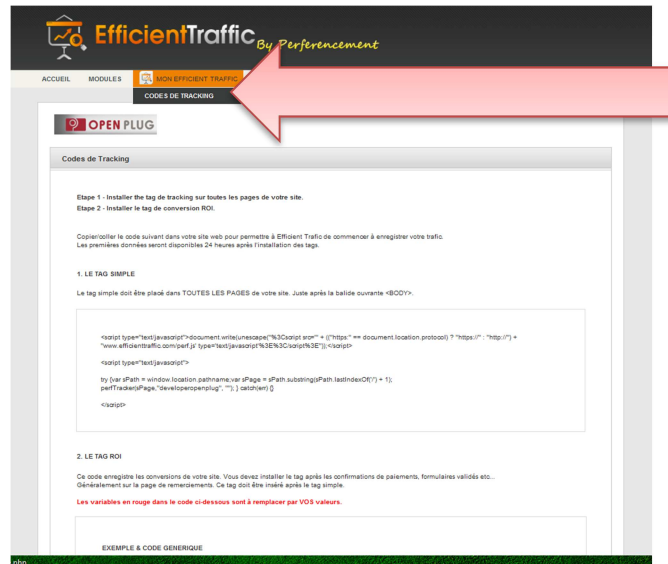 EfficientTraffic By Perferencement
ACCUEIL MODULES MON EFFICIENT TRAFFIC
CODES DE TRACKING
OPEN PLUG
Codes de Tracking
Etape 1 - Installer the tag de tracking sur toutes les pages de votre site.
Etape 2 - Installer le tag de conversion ROI.
Copier/coller le code suivant dans votre site web pour permettre à Efficient Trafic de commencer à enregistrer votre trafic.
Les premières données seront disponibles 24 heures après l'installation des tags.
1. LE TAG SIMPLE
Le tag simple doit être placé dans TOUTES LES PAGES de votre site. Juste après la balide ouvrante <BODY>.
<script type="text/javascript">document.write(unescape("%3Cscript src='" + (("https:" == document.location.protocol) ? "https://" : "http://") +
"www.efficienttraffic.com/perf.js' type='text/javascript'%3E%3C/script%3E"));</script>
<script type="text/javascript">
try {var sPath = window.location.pathname;var sPage = sPath.substring(sPath.lastIndexOf('/') + 1);
perfTracker(sPage,"developeropenplug", ""); } catch(err) {}
</script>
2. LE TAG ROI
Ce code enregistre les conversions de votre site. Vous devez installer le tag après les confirmations de paiements, formulaires validés etc...
Généralement sur la page de remerciements. Ce tag doit être inséré après le tag simple.
Les variables en rouge dans le code ci-dessous sont à remplacer par VOS valeurs.
EXEMPLE & CODE GENERIQUE
php